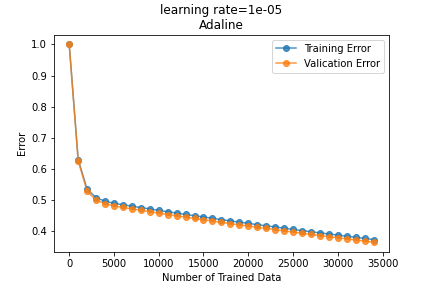 learning rate=1e-05
Adaline
Training Error
Valication Error
1.0
0.9
0.8
0.7
0.6
0.5
0.4
Error
0 5000 10000 15000 20000 25000 30000 35000
Number of Trained Data